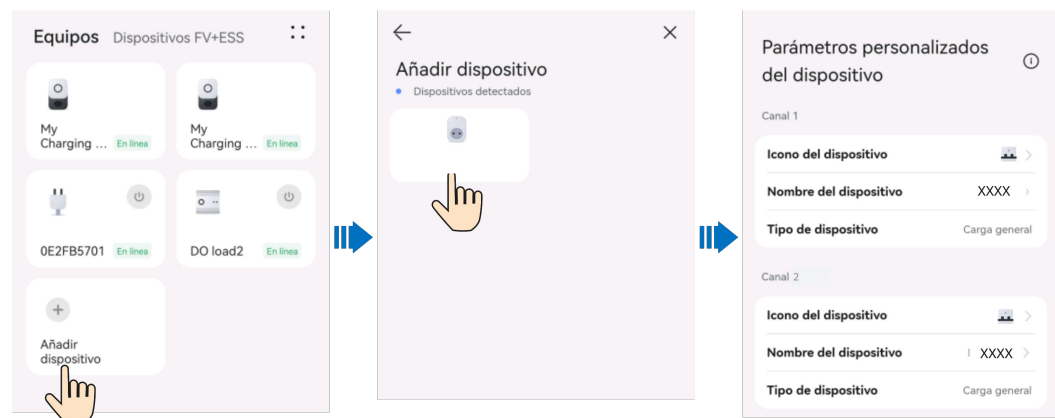 Equipos Dispositivos FV+ESS
My
Charging ... En línea
My
Charging ... En línea
0E2FB5701 En línea
DO load2 En línea
Añadir
dispositivo
Añadir dispositivo
Dispositivos detectados
Parámetros personalizados
del dispositivo
Canal 1
Icono del dispositivo
Nombre del dispositivo XXXX
Tipo de dispositivo Carga general
Canal 2
Icono del dispositivo
Nombre del dispositivo XXXX
Tipo de dispositivo Carga general